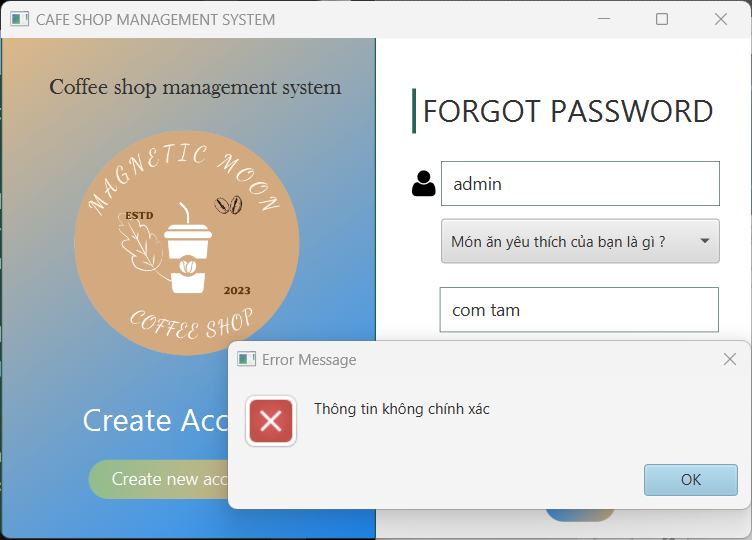 CAFE SHOP MANAGEMENT SYSTEM
Coffee shop management system
MAGNETIC MOON
ESTD
2023
COFFEE SHOP
Create Acc
Create new acc
FORGOT PASSWORD
admin
Món ăn yêu thích của bạn là gì ?
com tam
Error Message
Thông tin không chính xác
OK